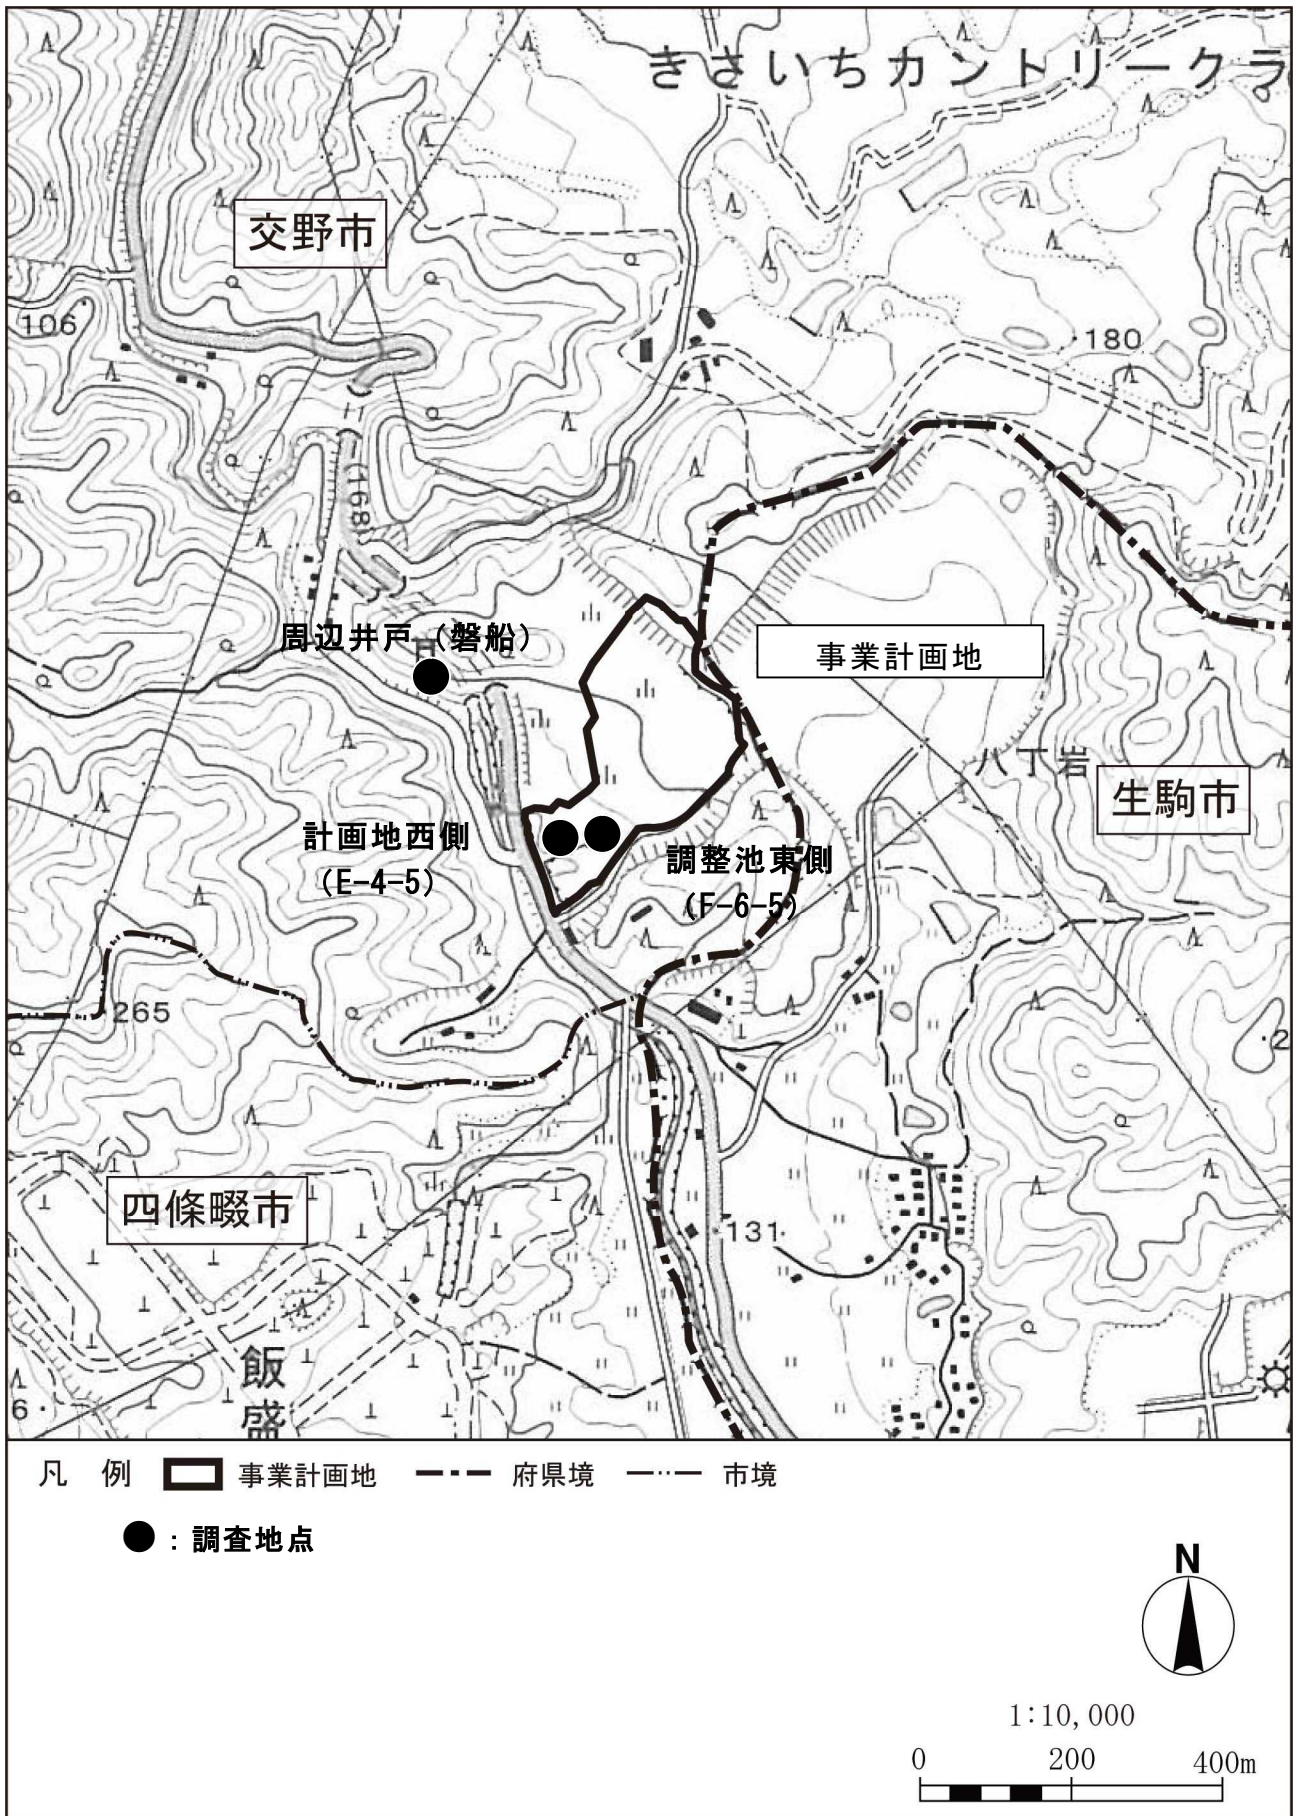 きさいちカントリークラ
交野市
106
180
(168)
周辺井戸（磐船）
事業計画地
八丁岩
生駒市
計画地西側
(E-4-5)
調整池東側
(F-6-5)
265
四條畷市
131
飯盛
6
凡 例 事業計画地 府県境 市境
：調査地点
N
1:10,000
0 200 400m